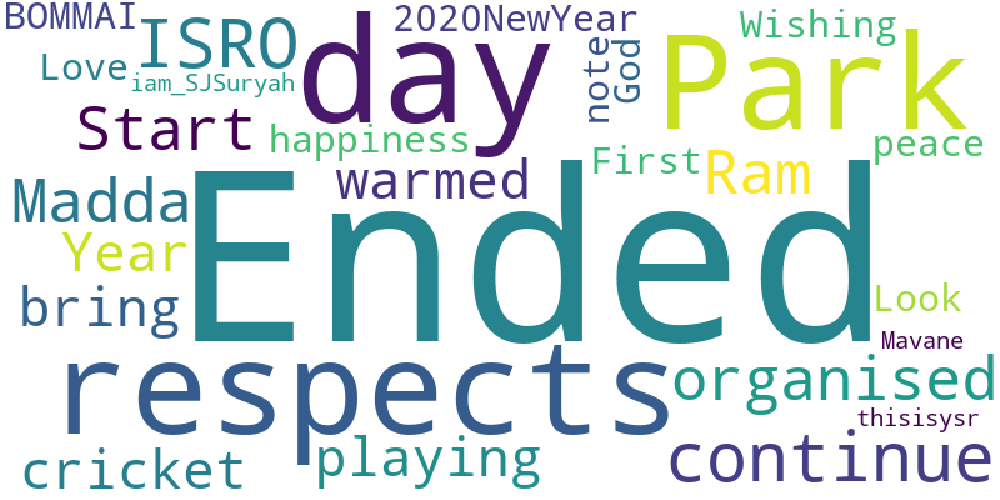 BOMMAI
ISRO
day
2020NewYear
note
God
Wishing
Park
Love
iam_SJSuryah
Start
happiness
First
peace
Madda
warmed
Ram
Year
Ended
bring
Look
Mavane
respects
organised
thisisysr
cricket
playing
continue